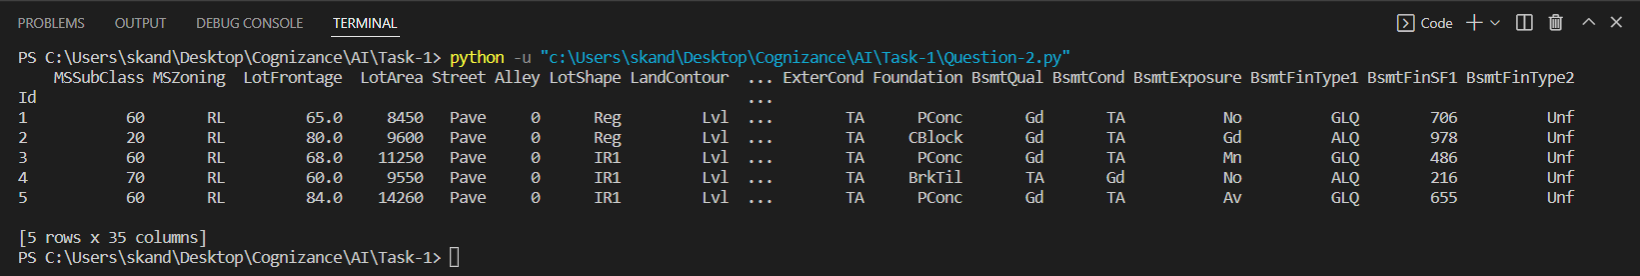 PROBLEMS OUTPUT DEBUG CONSOLE TERMINAL Code
PS C:\Users\skand\Desktop\Cognizance\AI\Task-1> python -u "c:\Users\skand\Desktop\Cognizance\AI\Task-1\Question-2.py"
MSSubClass MSZoning LotFrontage LotArea Street Alley LotShape LandContour ... ExterCond Foundation BsmtQual BsmtCond BsmtExposure BsmtFinType1 BsmtFinSF1 BsmtFinType2
Id ...
1 60 RL 65.0 8450 Pave 0 Reg Lvl ... TA PConc Gd TA No GLQ 706 Unf
2 20 RL 80.0 9600 Pave 0 Reg Lvl ... TA CBlock Gd TA Gd ALQ 978 Unf
3 60 RL 68.0 11250 Pave 0 IR1 Lvl ... TA PConc Gd TA Mn GLQ 486 Unf
4 70 RL 60.0 9550 Pave 0 IR1 Lvl ... TA BrkTil TA Gd No ALQ 216 Unf
5 60 RL 84.0 14260 Pave 0 IR1 Lvl ... TA PConc Gd TA Av GLQ 655 Unf
[5 rows x 35 columns]
PS C:\Users\skand\Desktop\Cognizance\AI\Task-1>